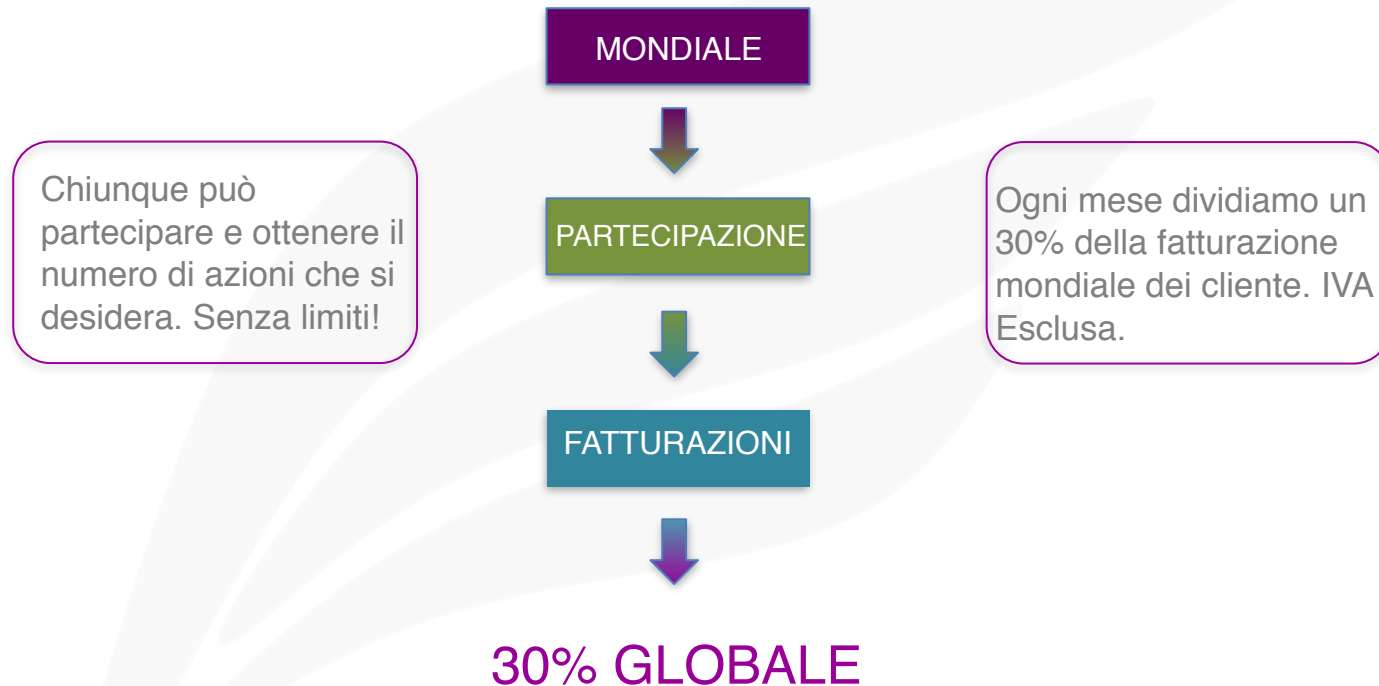 MONDIALE
Chiunque può
partecipare e ottenere il
numero di azioni che si
desidera. Senza limiti!
PARTECIPAZIONE
Ogni mese dividiamo un
30% della fatturazione
mondiale dei cliente. IVA
Esclusa.
FATTURAZIONI
30% GLOBALE